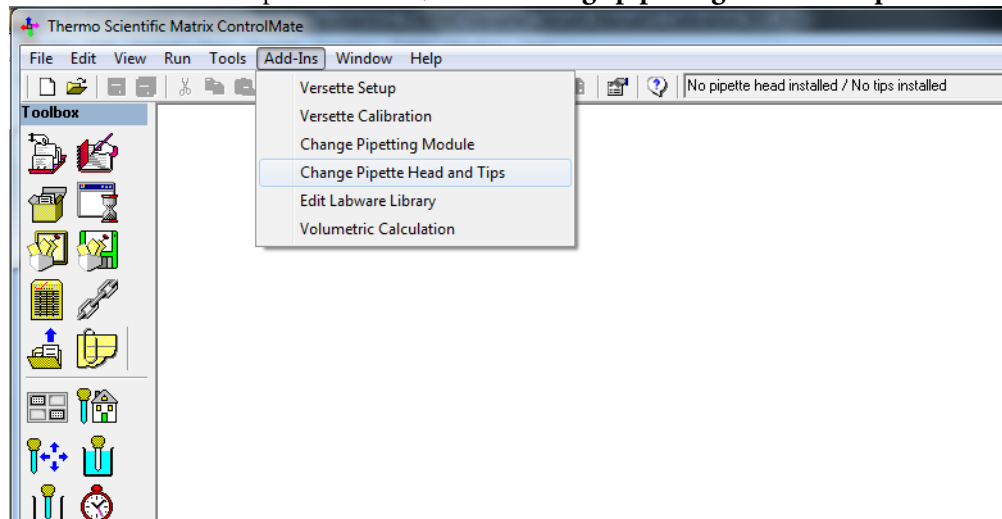 Thermo Scientific Matrix ControlMate
File Edit View Run Tools Add-Ins Window Help
No pipette head installed / No tips installed
Toolbox
Versette Setup
Versette Calibration
Change Pipetting Module
Change Pipette Head and Tips
Edit Labware Library
Volumetric Calculation